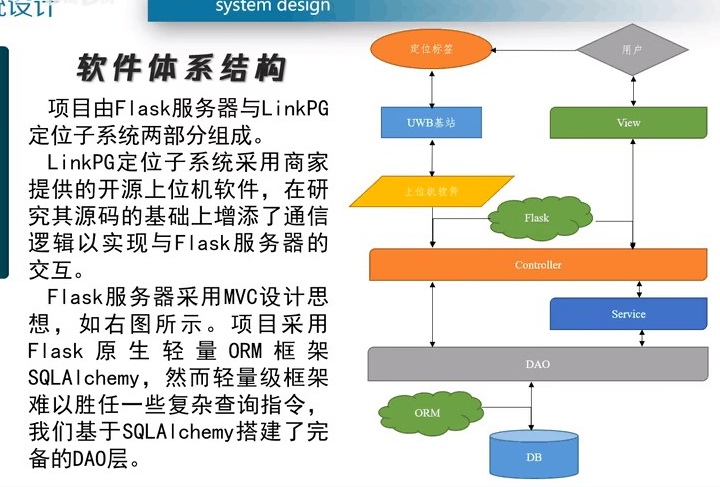 统设计
system design
软件体系结构
项目由Flask服务器与LinkPG
定位子系统两部分组成。
LinkPG定位子系统采用商家
提供的开源上位机软件，在研
究其源码的基础上增添了通信
逻辑以实现与Flask服务器的
交互。
Flask服务器采用MVC设计思
想，如右图所示。项目采用
Flask原生轻量ORM框架
SQLAlchemy，然而轻量级框架
难以胜任一些复杂查询指令，
我们基于SQLAlchemy搭建了完
备的DAO层。
定位标签
用户
UWB基站
View
上位机软件
Flask
Controller
Service
DAO
ORM
DB